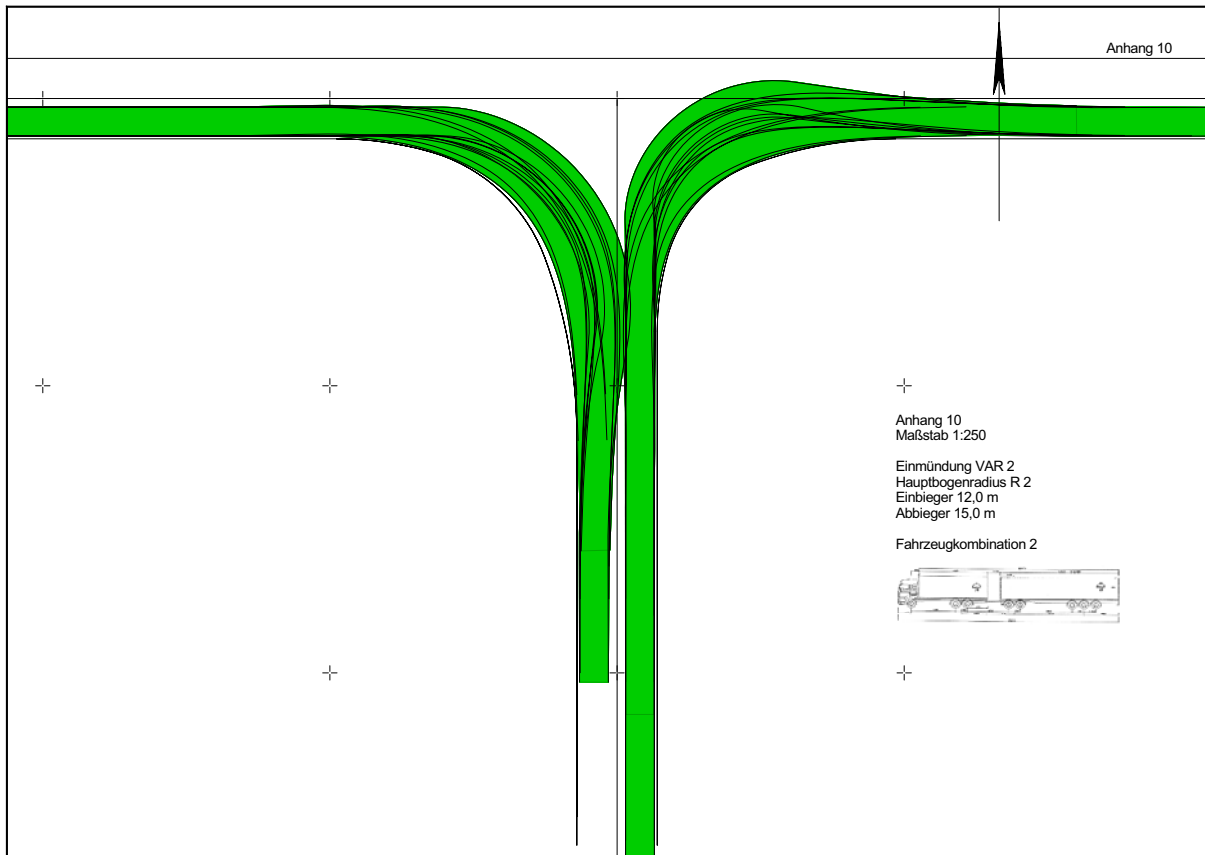 Anhang 10
Anhang 10
Maßstab 1:250
Einmündung VAR 2
Hauptbogenradius R 2
Einbieger 12,0 m
Abbieger 15,0 m
Fahrzeugkombination 2